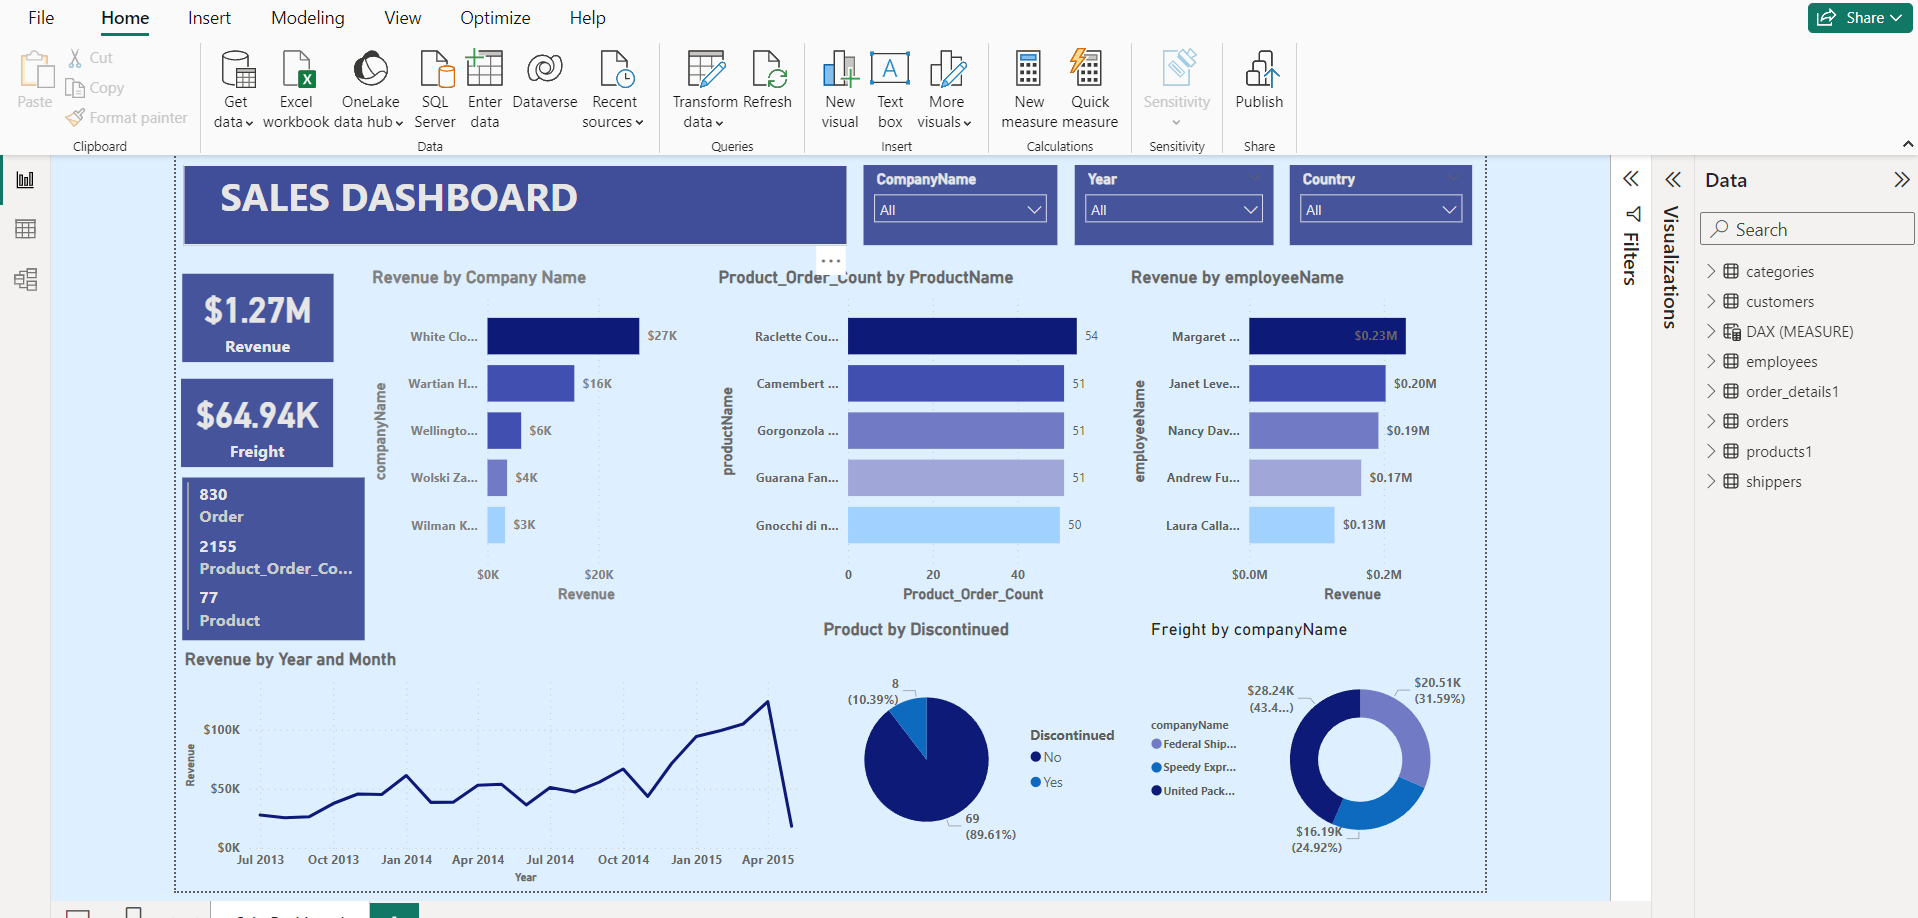 File Home Insert Modeling View Optimize Help
Share
Paste
Cut
Copy
Format painter
Clipboard
Get data
Excel workbook
OneLake data hub
SQL Server
Enter data
Dataverse
Recent sources
Data
Transform data
Refresh
Queries
New visual
A
Text box
More visuals
Insert
New measure
Quick measure
Calculations
Sensitivity
Sensitivity
Publish
Share
SALES DASHBOARD
CompanyName
All
Year
All
Country
All
$1.27M
Revenue
$64.94K
Freight
830
Order
2155
Product_Order_Co...
77
Product
Revenue by Company Name
companyName
White Clo... $27K
Wartian H... $16K
Wellingto... $6K
Wolski Za... $4K
Wilman K... $3K
$0K $20K
Revenue
Product_Order_Count by ProductName
productName
Raclette Cou... 54
Camembert ... 51
Gorgonzola ... 51
Guarana Fan... 51
Gnocchi di n... 50
0 20 40
Product_Order_Count
Revenue by employeeName
employeeName
Margaret ... $0.23M
Janet Leve... $0.20M
Nancy Dav... $0.19M
Andrew Fu... $0.17M
Laura Calla... $0.13M
$0.0M $0.2M
Revenue
Revenue by Year and Month
Revenue
$100K
$50K
$0K
Jul 2013 Oct 2013 Jan 2014 Apr 2014 Jul 2014 Oct 2014 Jan 2015 Apr 2015
Year
Product by Discontinued
8
(10.39%)
69
(89.61%)
Discontinued
No
Yes
Freight by companyName
companyName
Federal Ship...
Speedy Expr...
United Pack...
$28.24K
(43.4...)
$20.51K
(31.59%)
$16.19K
(24.92%)
Filters
Visualizations
Data
Search
categories
customers
DAX (MEASURE)
employees
order_details1
orders
products1
shippers